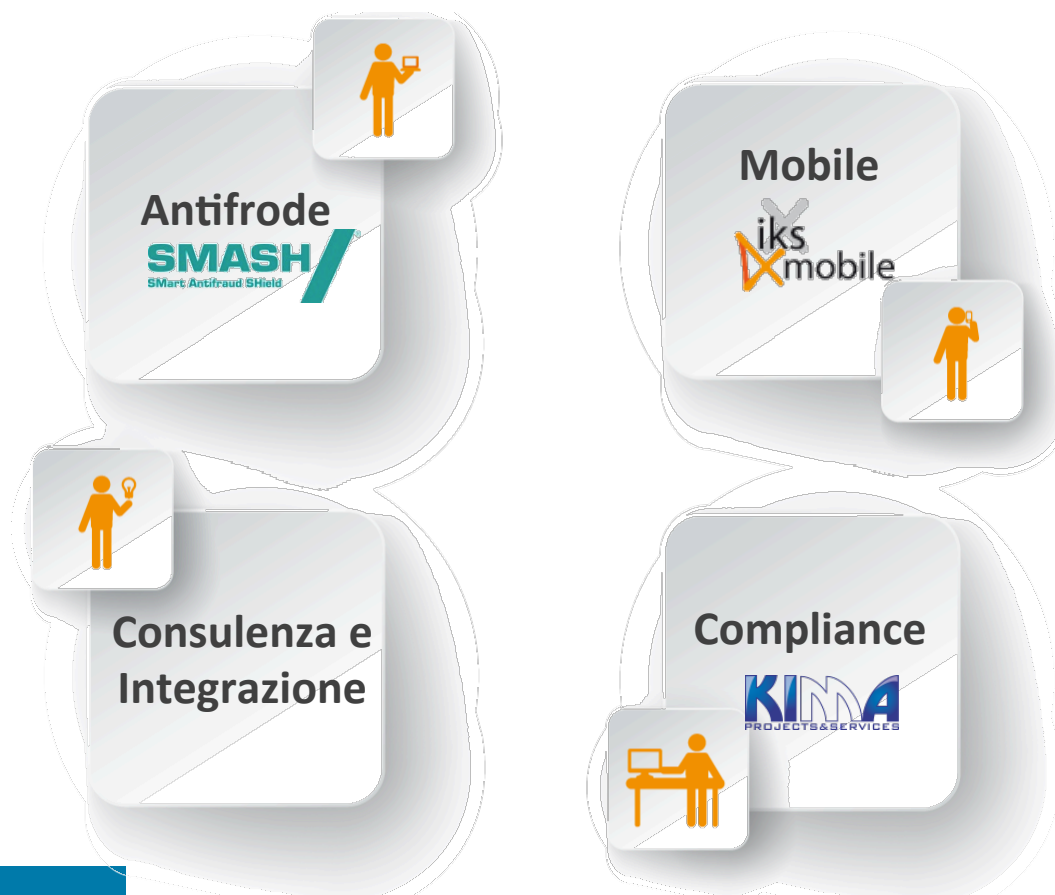 Antifrode
SMASH
SMart Antifraud SHield
Mobile
iks
mobile
Consulenza e
Integrazione
Compliance
KIMA
PROJECTS&SERVICES